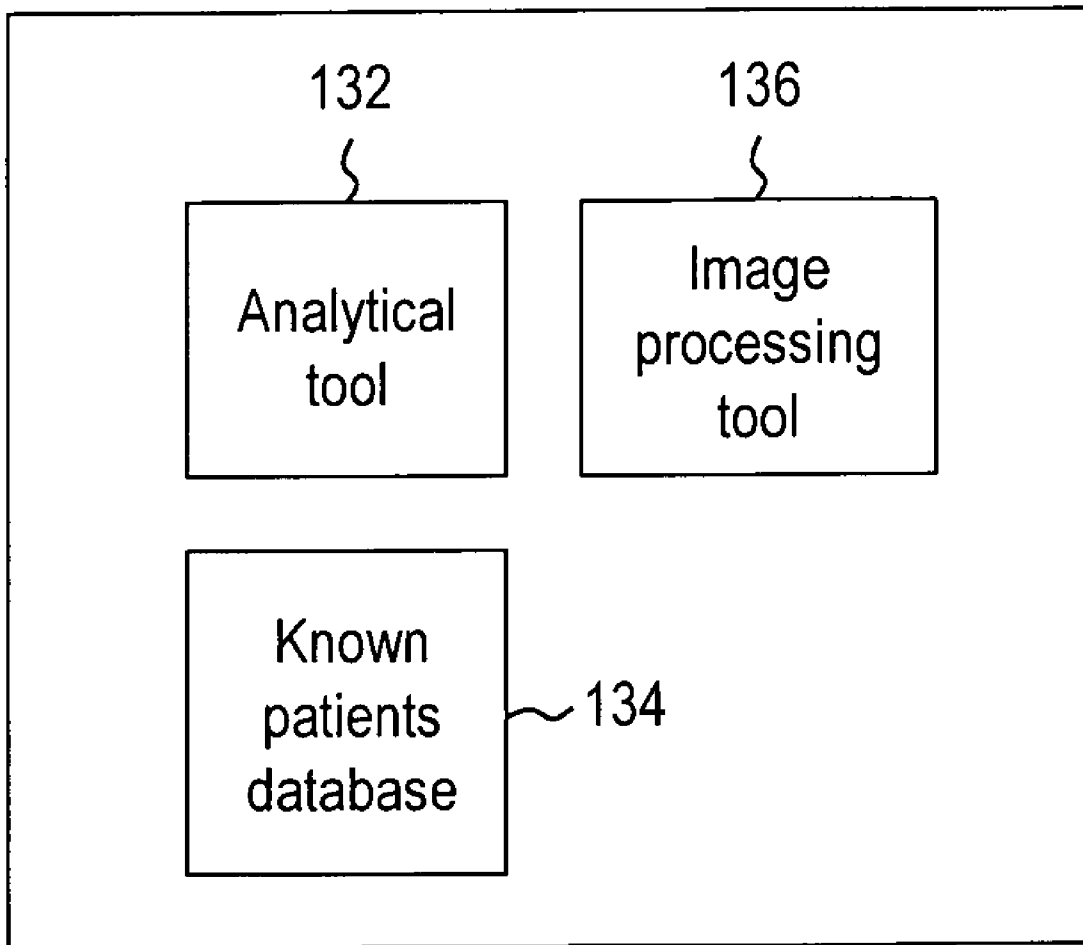 132
136
Analytical
tool
Image
processing
tool
Known
patients
database
134